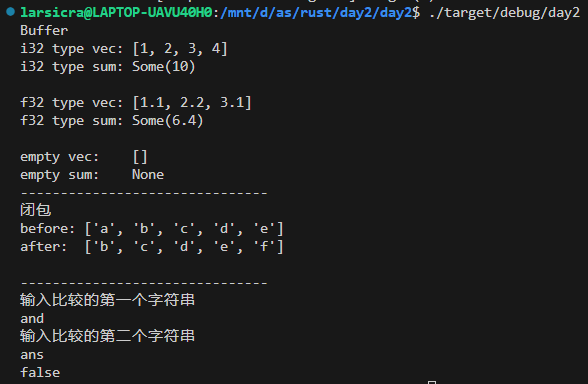 larsicra@LAPTOP-UAVU40H0:/mnt/d/as/rust/day2/day2$ ./target/debug/day2
Buffer
i32 type vec: [1, 2, 3, 4]
i32 type sum: Some(10)
f32 type vec: [1.1, 2.2, 3.1]
f32 type sum: Some(6.4)
empty vec:    []
empty sum:    None
------------------------------
闭包
before: ['a', 'b', 'c', 'd', 'e']
after:  ['b', 'c', 'd', 'e', 'f']
------------------------------
输入比较的第一个字符串
and
输入比较的第二个字符串
ans
false